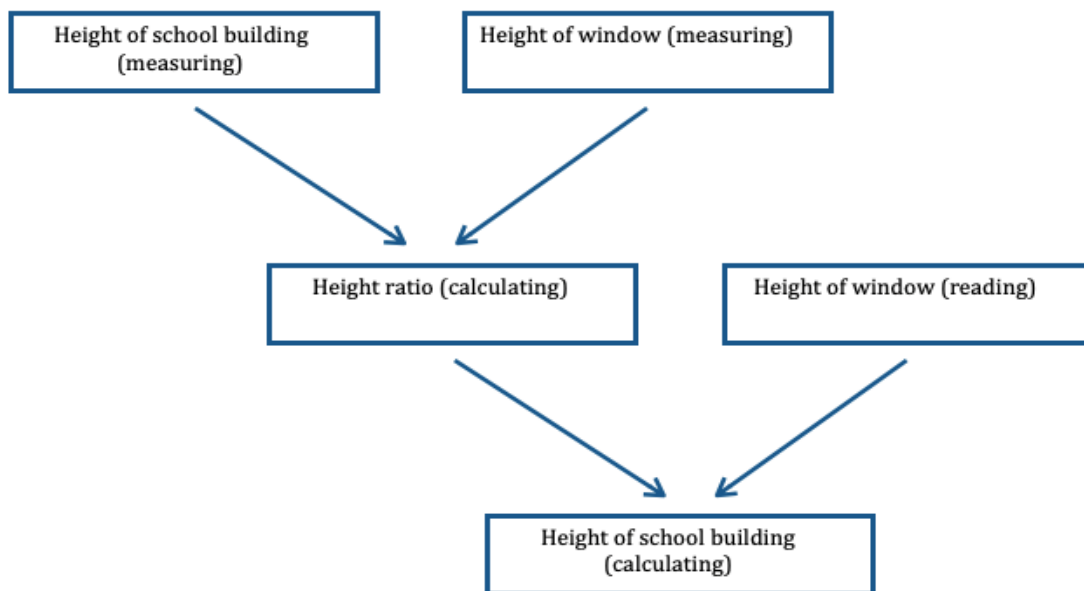 Height of school building
(measuring)
Height of window (measuring)
Height ratio (calculating)
Height of window (reading)
Height of school building
(calculating)